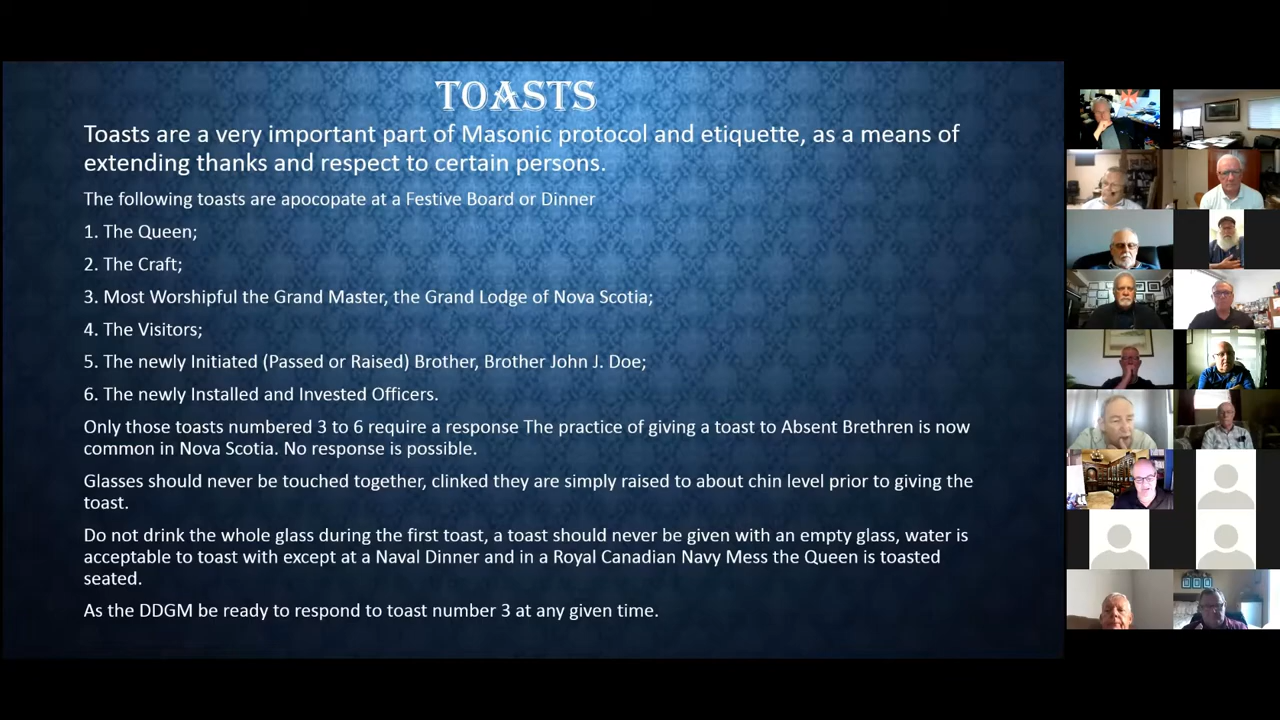 TOASTS
Toasts are a very important part of Masonic protocol and etiquette, as a means of
extending thanks and respect to certain persons.
The following toasts are apocopate at a Festive Board or Dinner
1. The Queen;
2. The Craft;
3. Most Worshipful the Grand Master, the Grand Lodge of Nova Scotia;
4. The Visitors;
5. The newly Initiated (Passed or Raised) Brother, Brother John J. Doe;
6. The newly Installed and Invested Officers.
Only those toasts numbered 3 to 6 require a response The practice of giving a toast to Absent Brethren is now
common in Nova Scotia. No response is possible.
Glasses should never be touched together, clinked they are simply raised to about chin level prior to giving the
toast.
Do not drink the whole glass during the first toast, a toast should never be given with an empty glass, water is
acceptable to toast with except at a Naval Dinner and in a Royal Canadian Navy Mess the Queen is toasted
seated.
As the DDGM be ready to respond to toast number 3 at any given time.